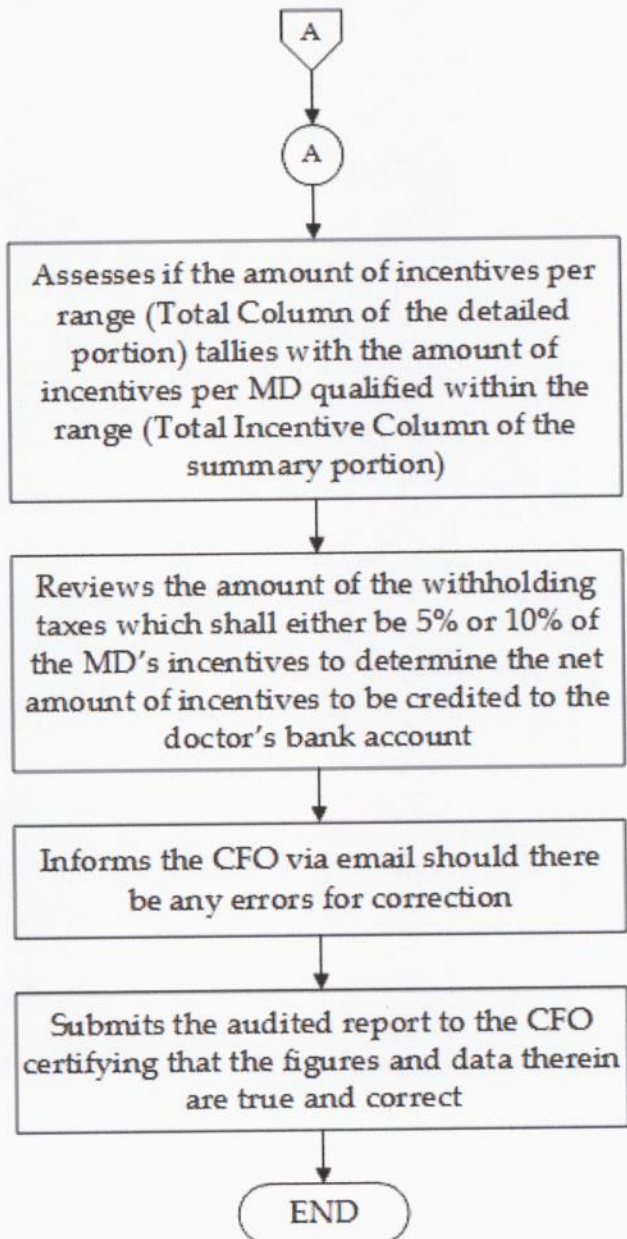 A
A
Assesses if the amount of incentives per
range (Total Column of the detailed
portion) tallies with the amount of
incentives per MD qualified within the
range (Total Incentive Column of the
summary portion)
Reviews the amount of the withholding
taxes which shall either be 5% or 10% of
the MD's incentives to determine the net
amount of incentives to be credited to the
doctor's bank account
Informs the CFO via email should there
be any errors for correction
Submits the audited report to the CFO
certifying that the figures and data therein
are true and correct
END